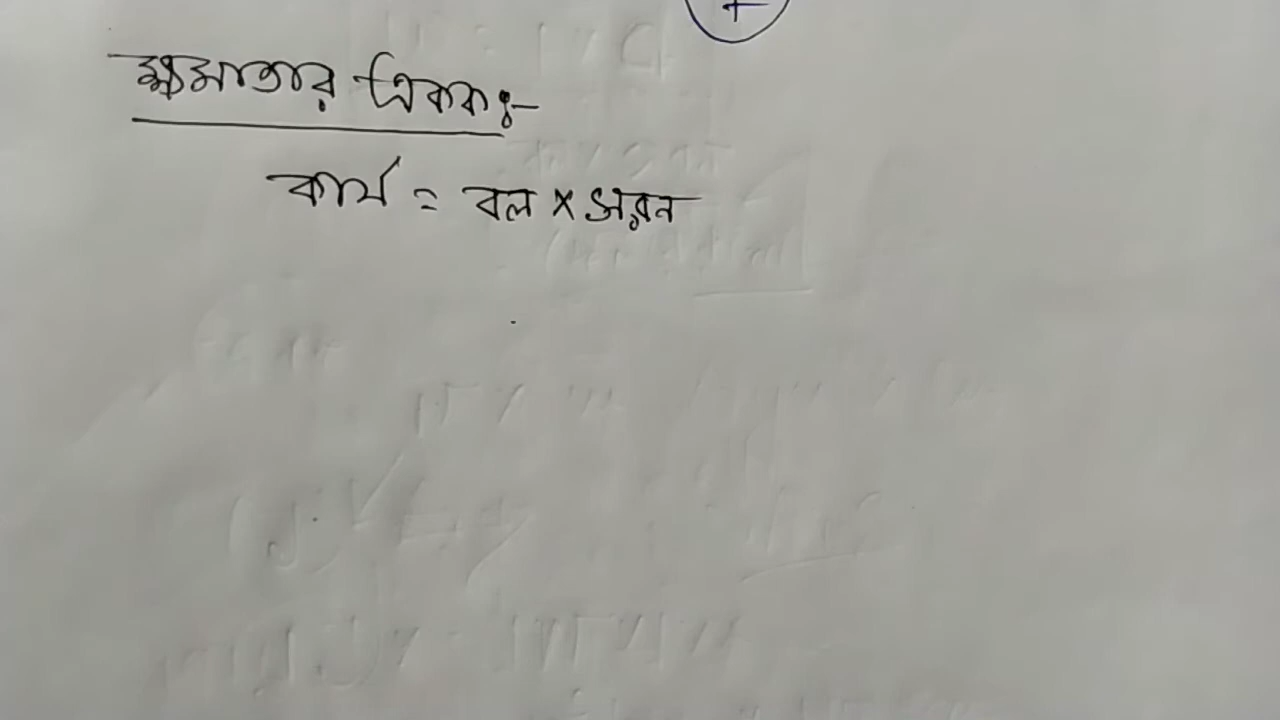 ক্ষমতার একক ঃ-
কার্য = বল × সরন